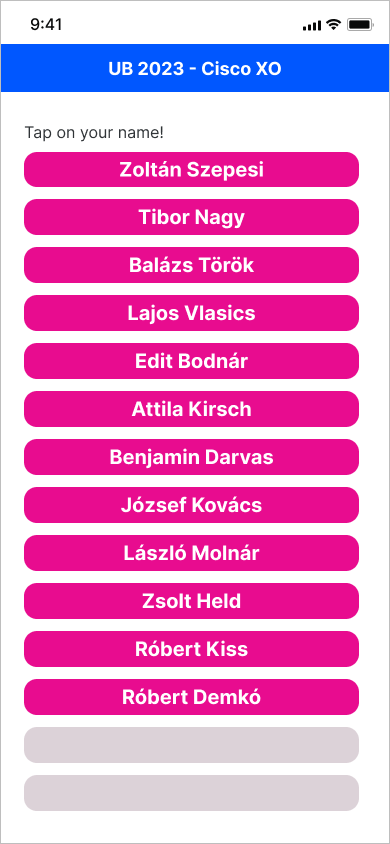 9:41
UB 2023 - Cisco XO
Tap on your name!
Zoltán Szepesi
Tibor Nagy
Balázs Török
Lajos Vlasics
Edit Bodnár
Attila Kirsch
Benjamin Darvas
József Kovács
László Molnár
Zsolt Held
Róbert Kiss
Róbert Demkó